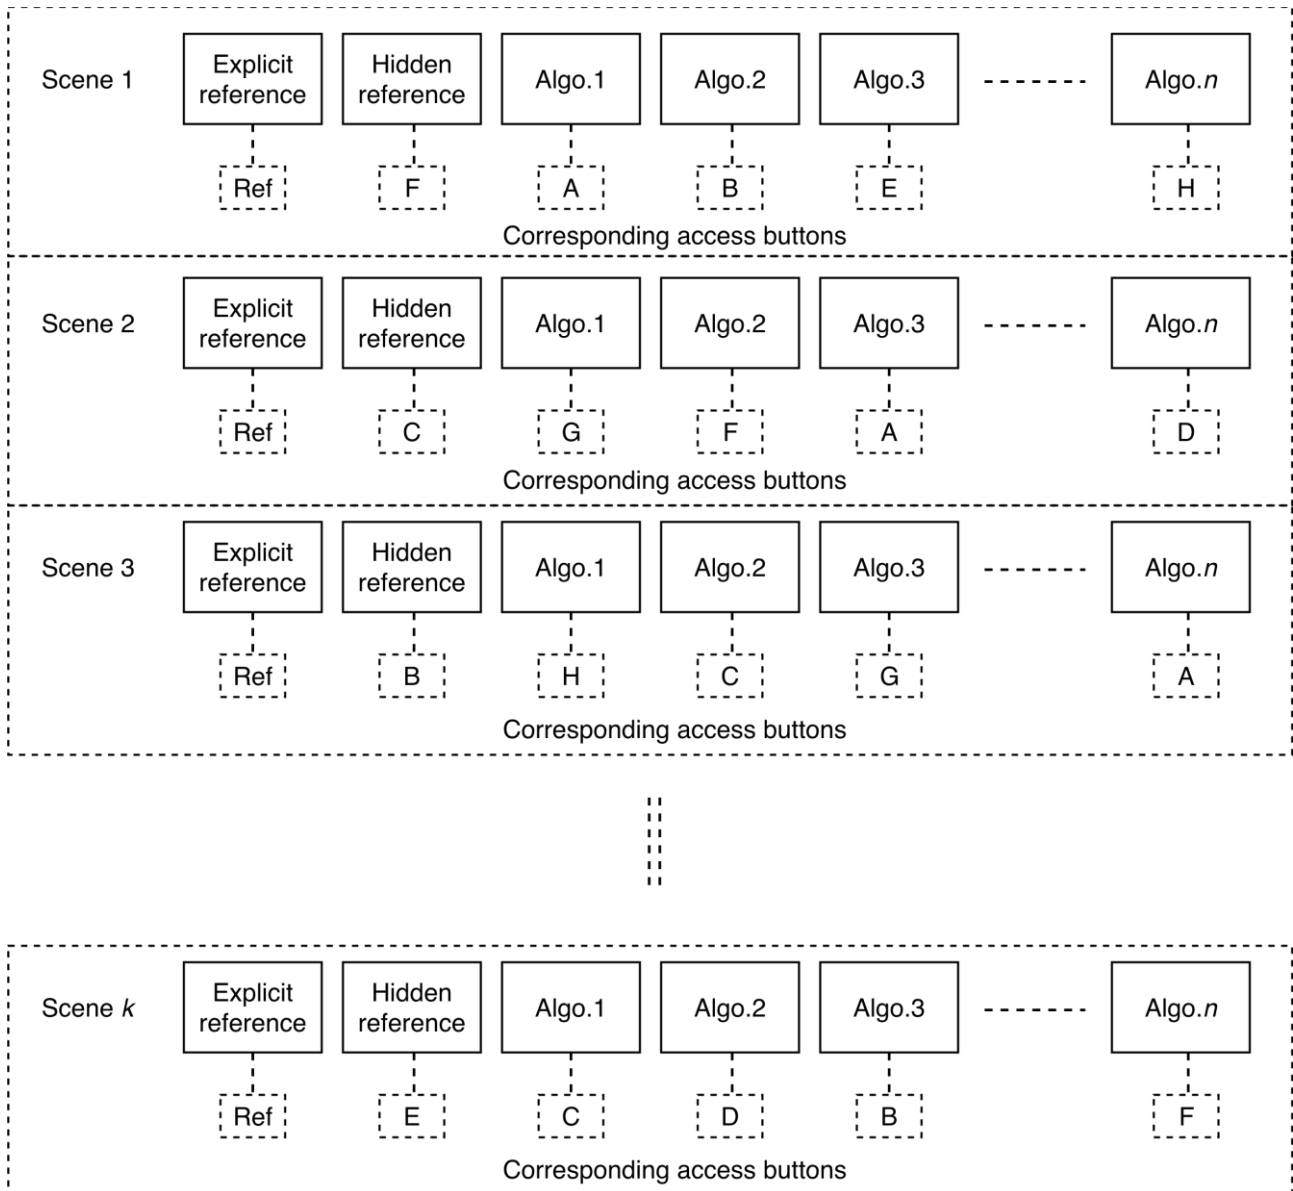 Scene 1
Explicit reference
Hidden reference
Algo.1
Algo.2
Algo.3
Algo.n
Ref
F
A
B
E
H
Corresponding access buttons
Scene 2
Explicit reference
Hidden reference
Algo.1
Algo.2
Algo.3
Algo.n
Ref
C
G
F
A
D
Corresponding access buttons
Scene 3
Explicit reference
Hidden reference
Algo.1
Algo.2
Algo.3
Algo.n
Ref
B
H
C
G
A
Corresponding access buttons
Scene k
Explicit reference
Hidden reference
Algo.1
Algo.2
Algo.3
Algo.n
Ref
E
C
D
B
F
Corresponding access buttons